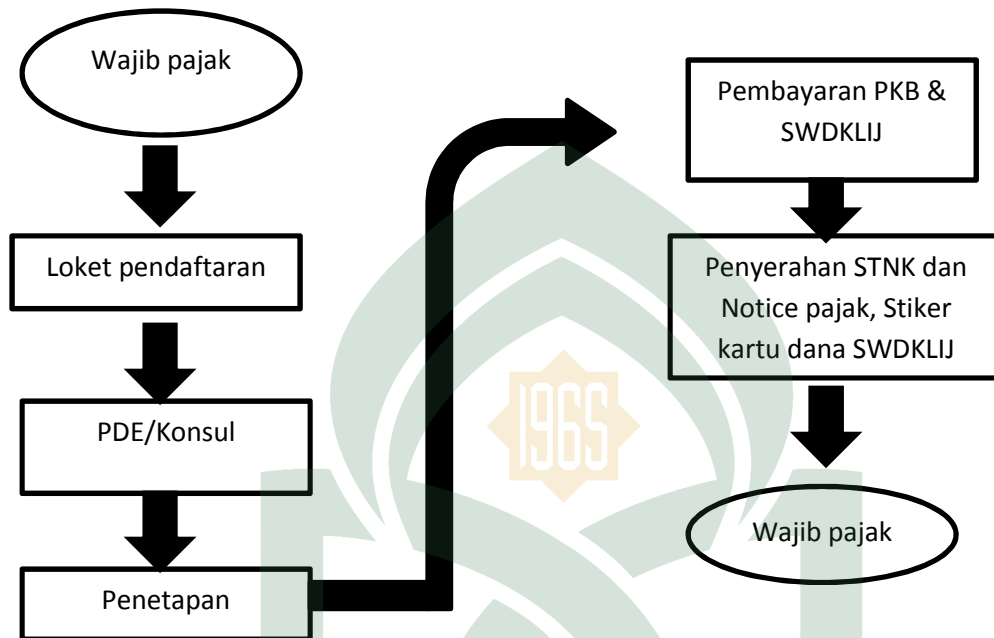 Wajib pajak
Loket pendaftaran
PDE/Konsul
Penetapan
Pembayaran PKB &
SWDKLIJ
Penyerahan STNK dan
Notice pajak, Stiker
kartu dana SWDKLIJ
Wajib pajak
1965